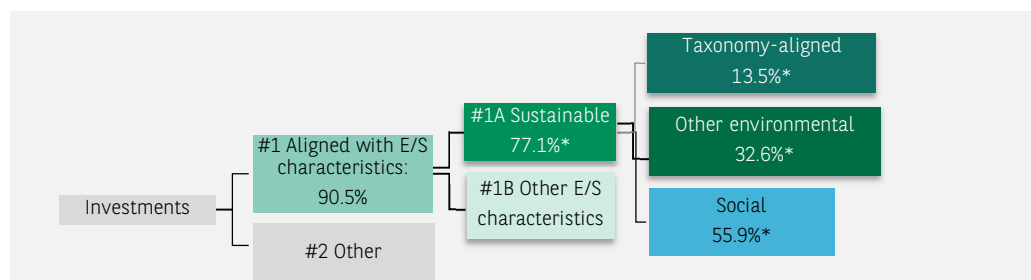 Taxonomy-aligned
13.5%*
#1A Sustainable
77.1%*
Other environmental
32.6%*
#1 Aligned with E/S
characteristics:
90.5%
#1B Other E/S
characteristics
Investments
Social
55.9%*
#2 Other